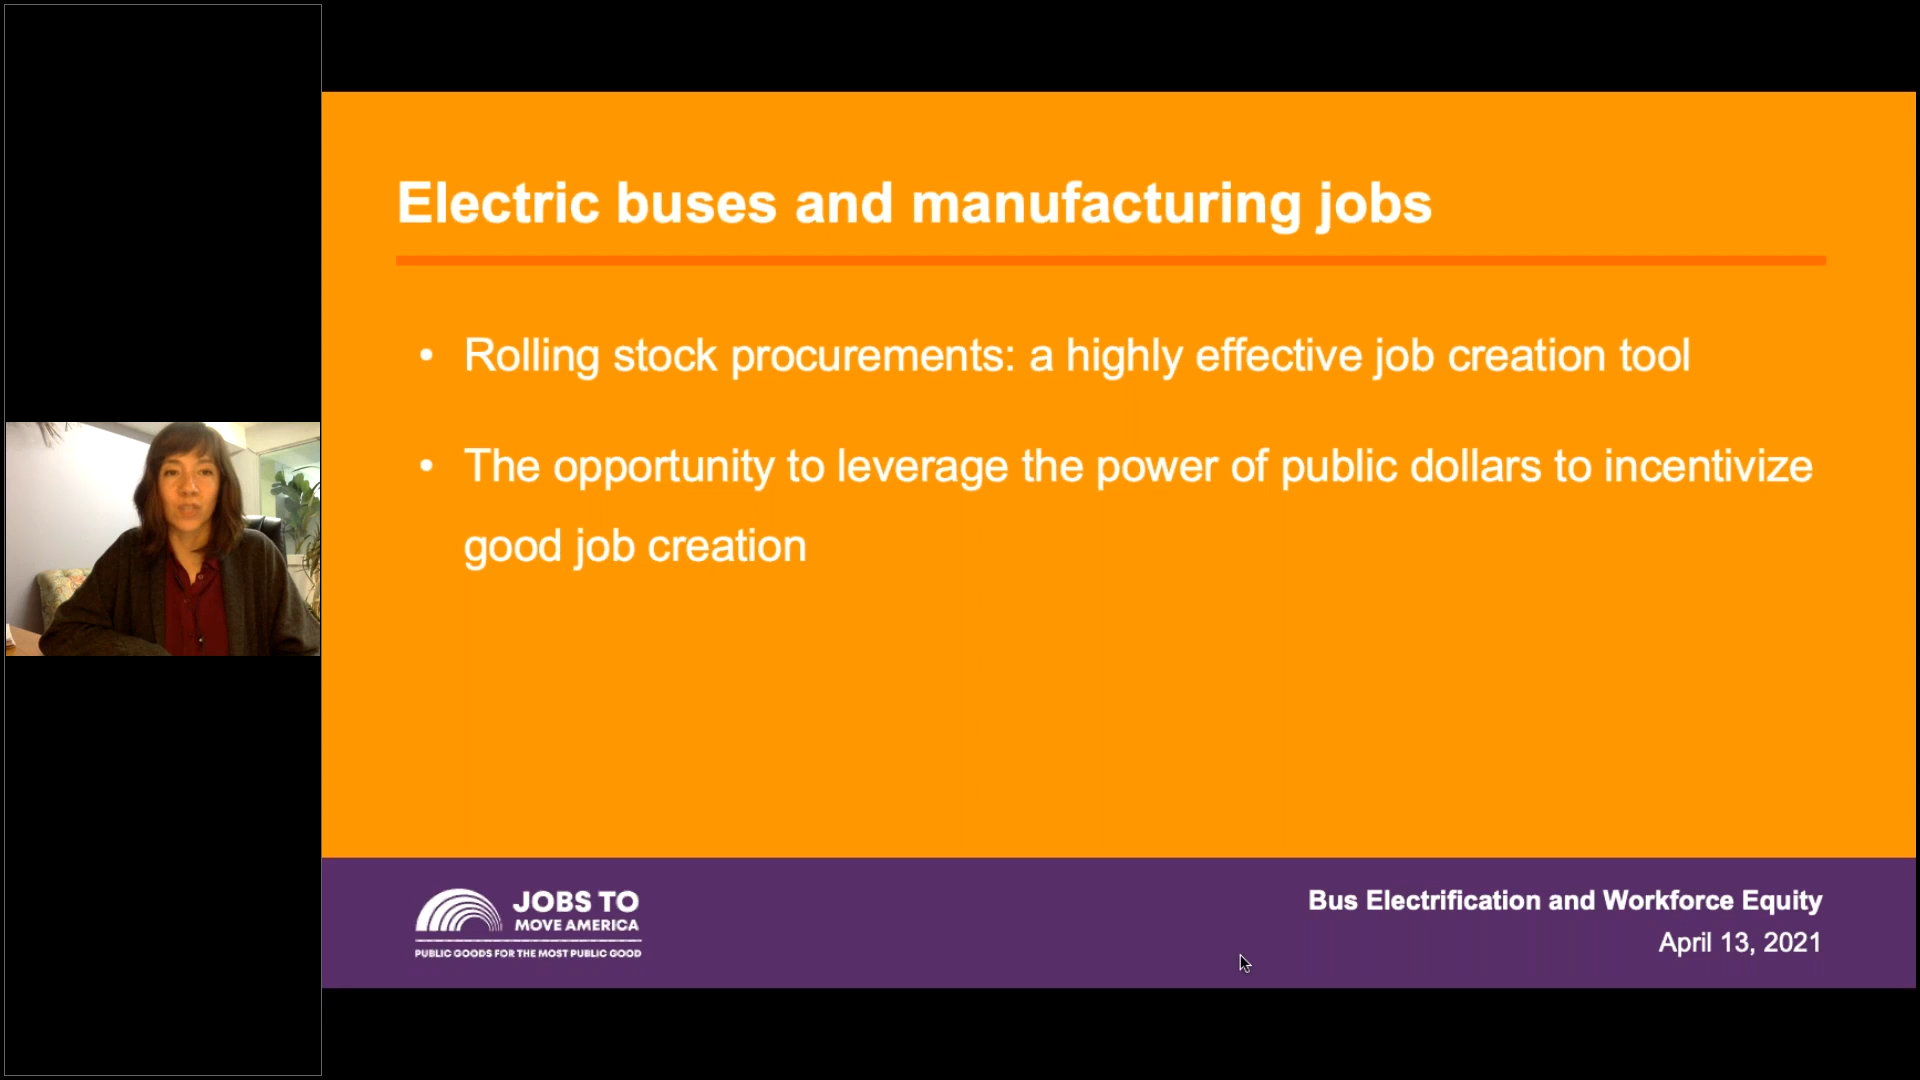 Electric buses and manufacturing jobs
• Rolling stock procurements: a highly effective job creation tool
• The opportunity to leverage the power of public dollars to incentivize
good job creation
JOBS TO
MOVE AMERICA
PUBLIC GOODS FOR THE MOST PUBLIC GOOD
Bus Electrification and Workforce Equity
April 13, 2021